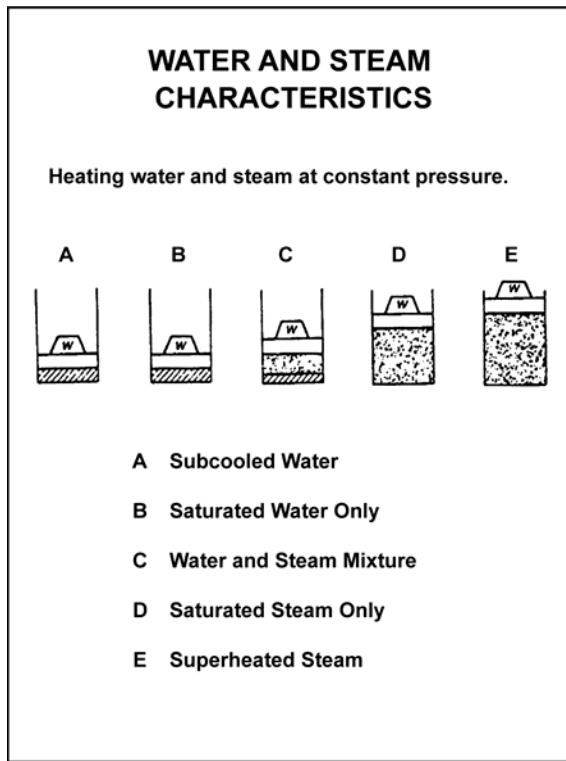 WATER AND STEAM
CHARACTERISTICS
Heating water and steam at constant pressure.
A B C D E
W W W W W
A Subcooled Water
B Saturated Water Only
C Water and Steam Mixture
D Saturated Steam Only
E Superheated Steam